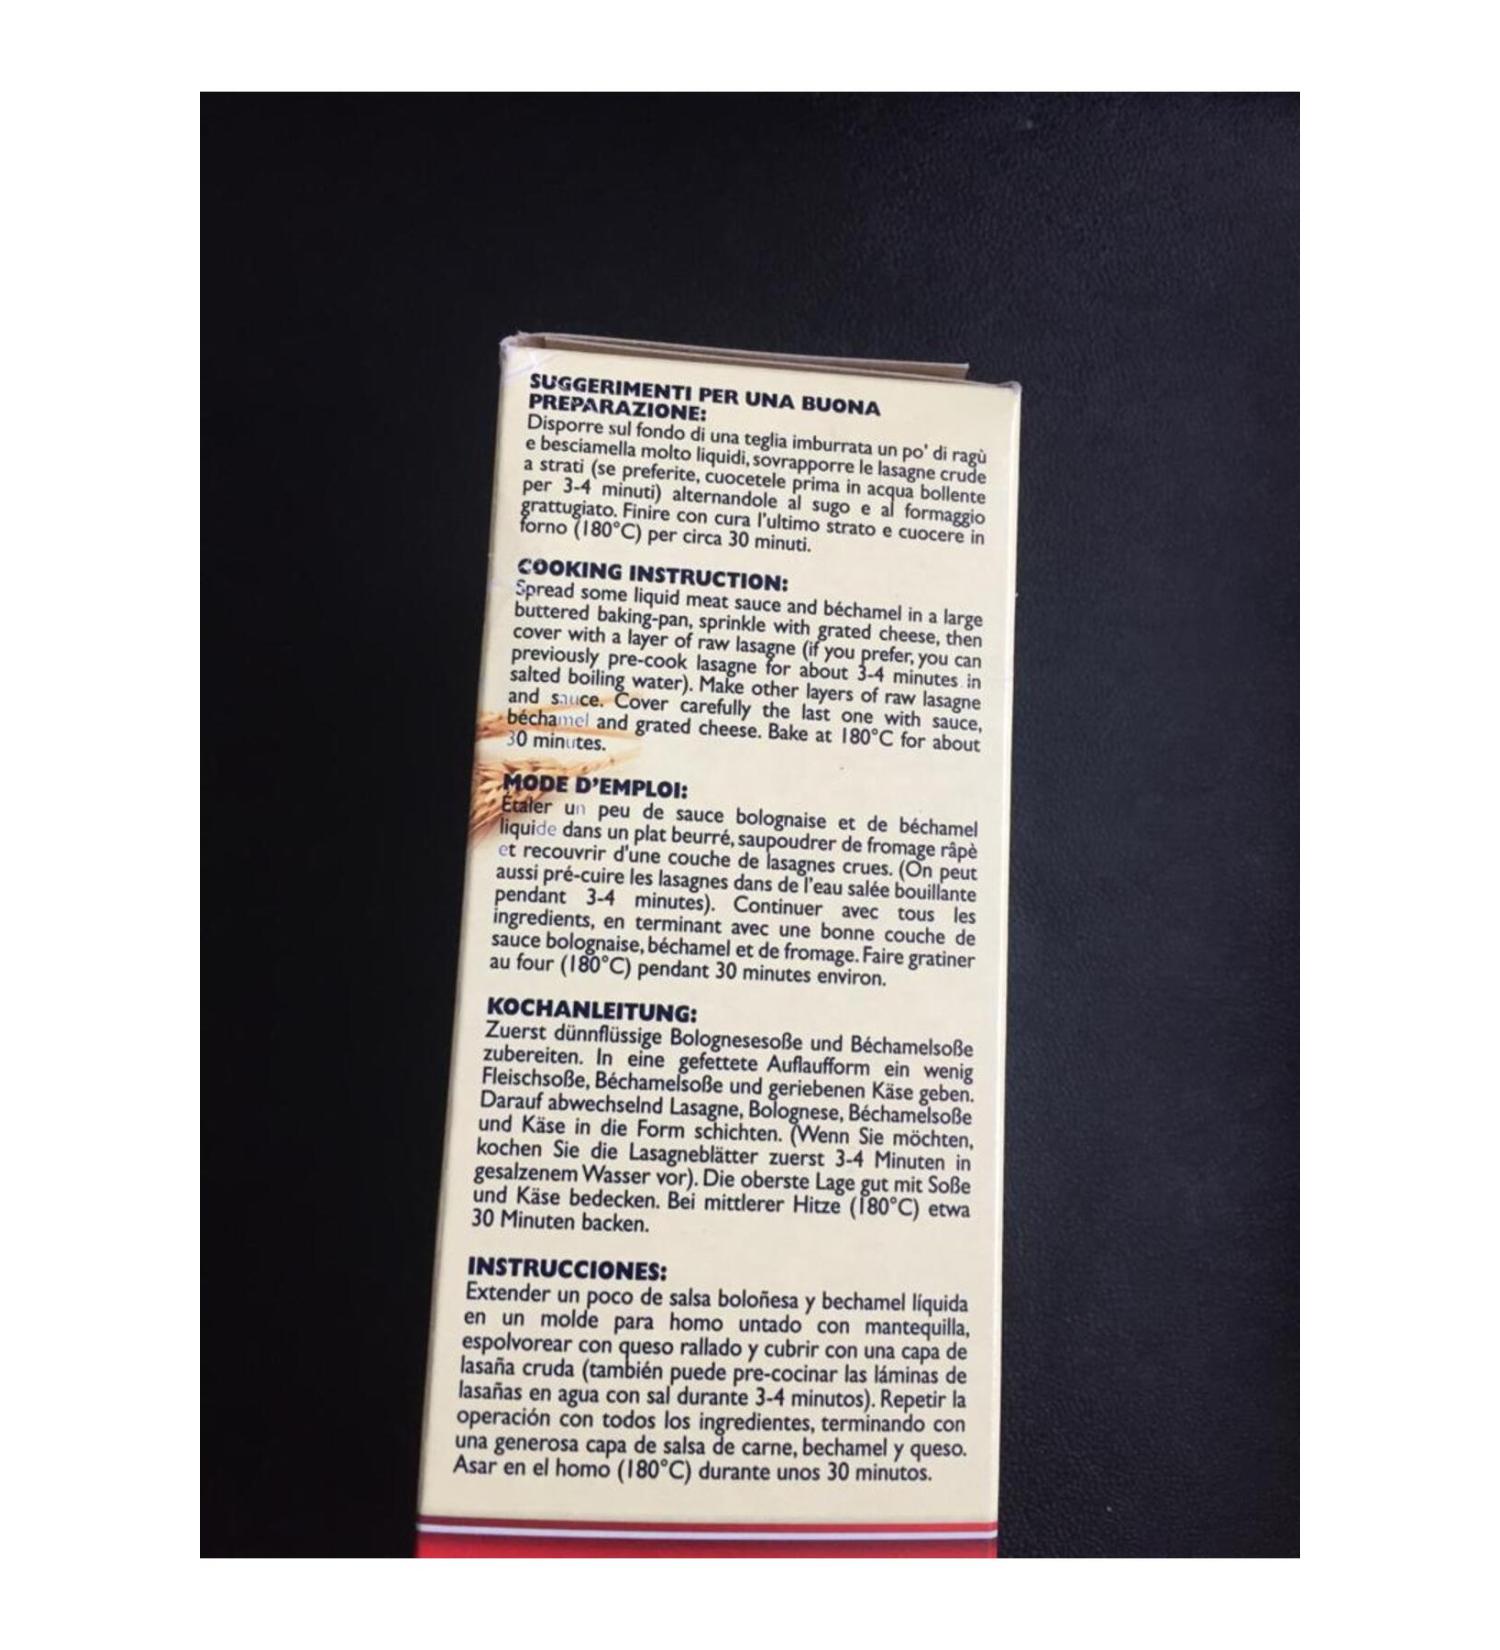 SUGGERIMENTI PER UNA BUONA
PREPARAZIONE:
Disporre sul fondo di una teglia imburrata un po' di ragù
e besciamella molto liquidi, sovrapporre le lasagne crude
a strati (se preferite, cuocetele prima in acqua bollente
per 3-4 minuti) alternandole al sugo e al formaggio
grattugiato. Finire con cura l'ultimo strato e cuocere in
forno (180°C) per circa 30 minuti.
COOKING INSTRUCTION:
Spread some liquid meat sauce and béchamel in a large
buttered baking-pan, sprinkle with grated cheese, then
cover with a layer of raw lasagne (if you prefer, you can
previously pre-cook lasagne for about 3-4 minutes in
salted boiling water). Make other layers of raw lasagne
and sauce. Cover carefully the last one with sauce,
béchamel and grated cheese. Bake at 180°C for about
30 minutes.
MODE D'EMPLOI:
Étaler un peu de sauce bolognaise et de béchamel
liquide dans un plat beurré, saupoudrer de fromage râpè
et recouvrir d'une couche de lasagnes crues. (On peut
aussi pré-cuire les lasagnes dans de l'eau salée bouillante
pendant 3-4 minutes). Continuer avec tous les
ingredients, en terminant avec une bonne couche de
sauce bolognaise, béchamel et de fromage. Faire gratiner
au four (180°C) pendant 30 minutes environ.
KOCHANLEITUNG:
Zuerst dünnflüssige Bolognesesoße und Béchamelsoße
zubereiten. In eine gefettete Auflaufform ein wenig
Fleischsoße, Béchamelsoße und geriebenen Käse geben.
Darauf abwechselnd Lasagne, Bolognese, Béchamelsoße
und Käse in die Form schichten. (Wenn Sie möchten,
kochen Sie die Lasagneblätter zuerst 3-4 Minuten in
gesalzenem Wasser vor). Die oberste Lage gut mit Soße
und Käse bedecken. Bei mittlerer Hitze (180°C) etwa
30 Minuten backen.
INSTRUCCIONES:
Extender un poco de salsa boloñesa y bechamel líquida
en un molde para homo untado con mantequilla,
espolvorear con queso rallado y cubrir con una capa de
lasaña cruda (también puede pre-cocinar las láminas de
lasañas en agua con sal durante 3-4 minutos). Repetir la
operación con todos los ingredientes, terminando con
una generosa capa de salsa de carne, bechamel y queso.
Asar en el homo (180°C) durante unos 30 minutos.